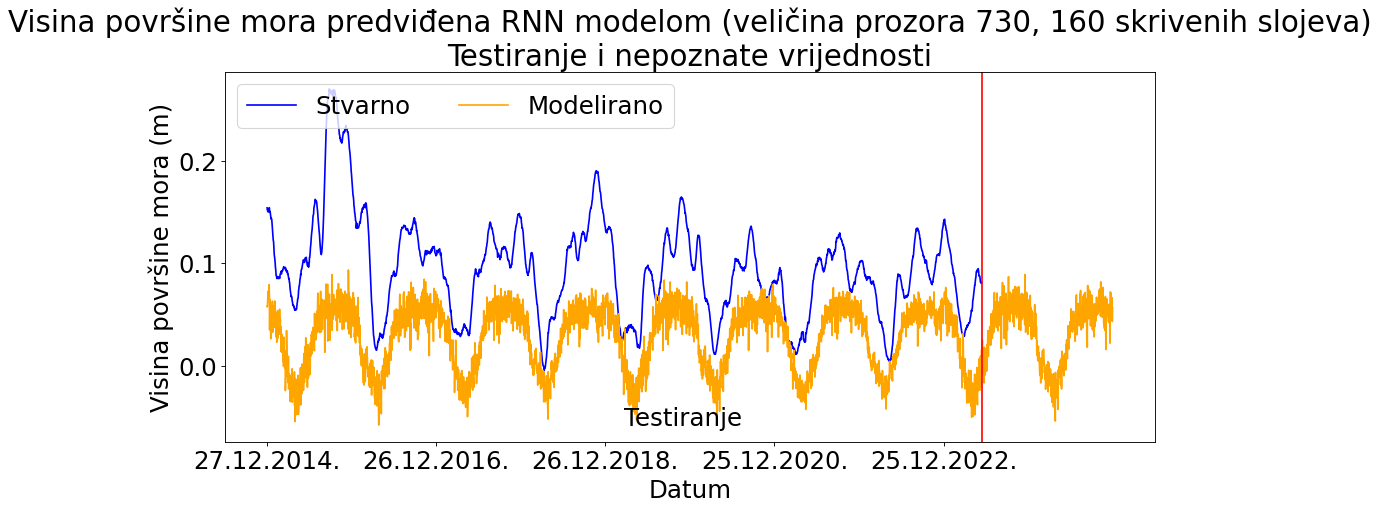 Visina površine mora predviđena RNN modelom (veličina prozora 730, 160 skrivenih slojeva)
Testiranje i nepoznate vrijednosti
Stvarno
Modelirano
Visina površine mora (m)
0.2
0.1
0.0
Testiranje
27.12.2014.
26.12.2016.
26.12.2018.
25.12.2020.
25.12.2022.
Datum